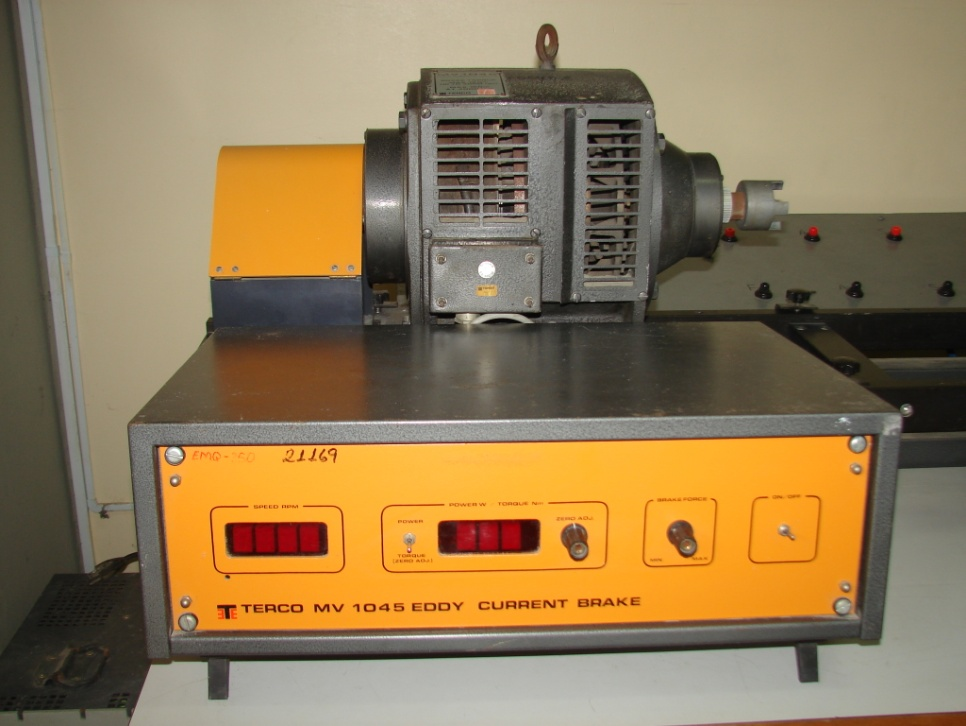 EMQ-250 21169
SPEED RPM
POWER W - TORQUE Nm
POWER
TORQUE
(ZERO ADJ.)
ZERO ADJ.
BRAKE FORCE
MIN. MAX.
ON - OFF
TERCO MV 1045 EDDY CURRENT BRAKE